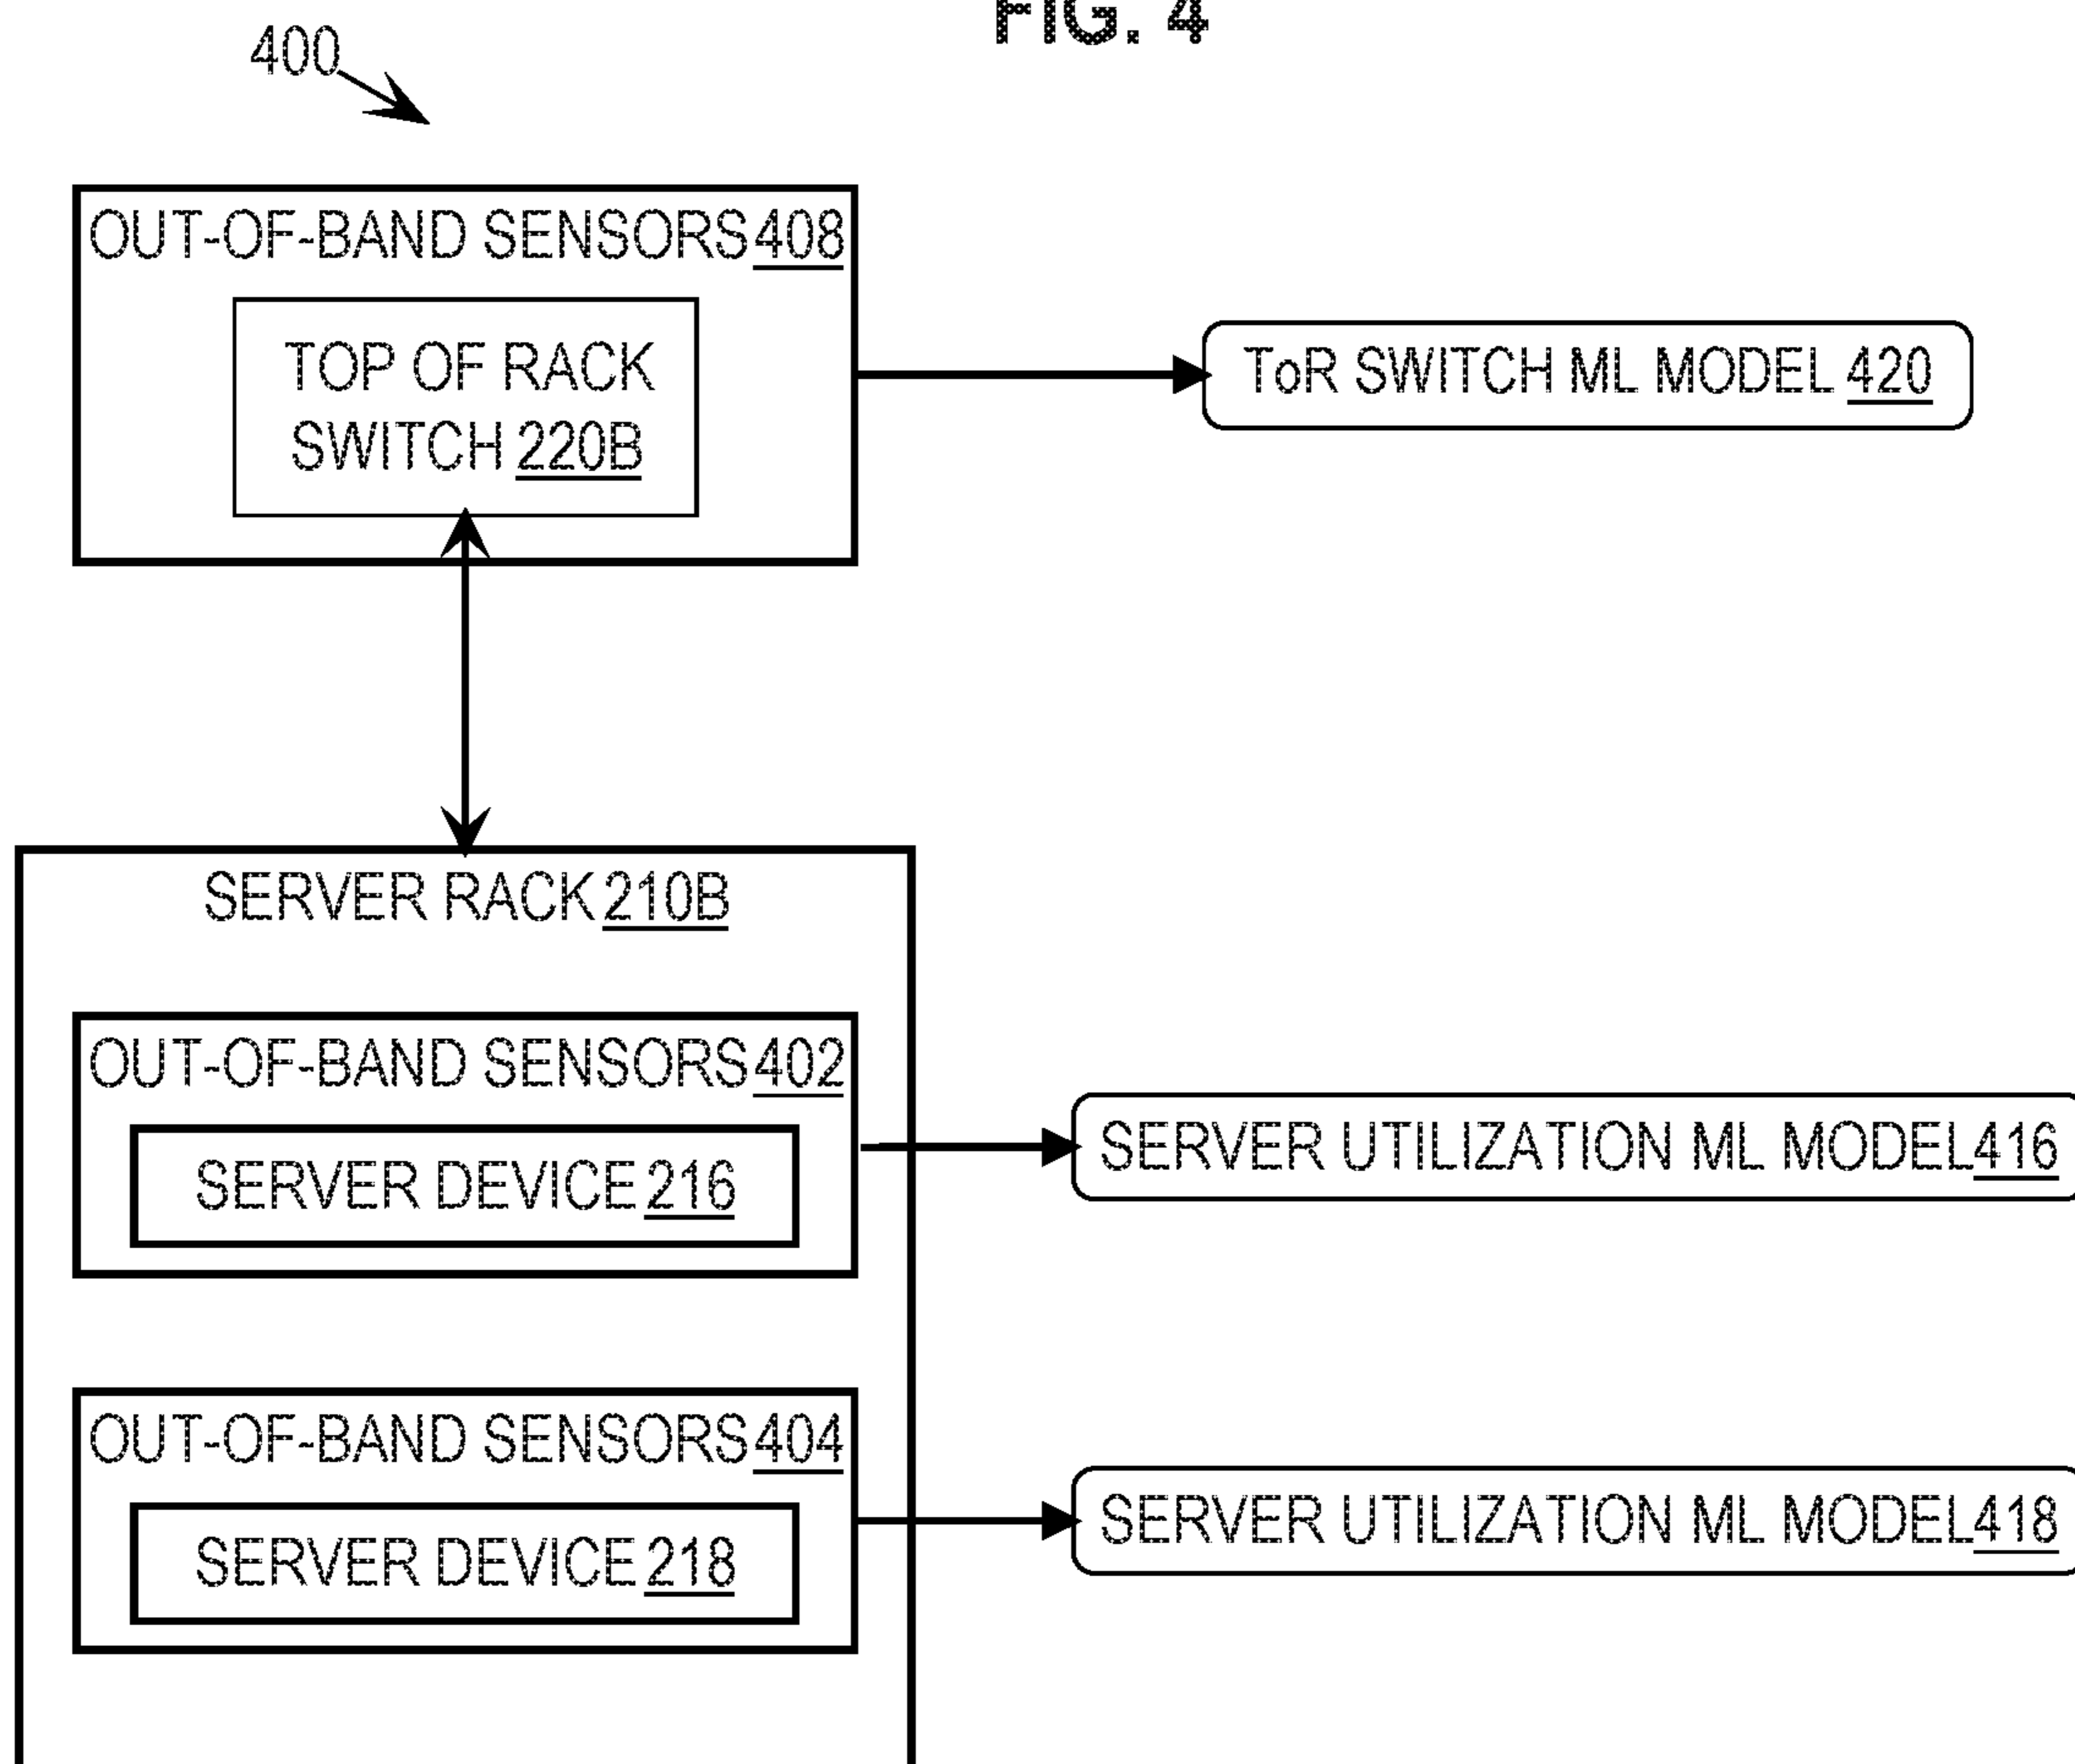 FIG. 4
400
OUT-OF-BAND SENSORS 408
TOP OF RACK
SWITCH 220B
ToR SWITCH ML MODEL 420
SERVER RACK 210B
OUT-OF-BAND SENSORS 402
SERVER DEVICE 216
SERVER UTILIZATION ML MODEL 416
OUT-OF-BAND SENSORS 404
SERVER DEVICE 218
SERVER UTILIZATION ML MODEL 418